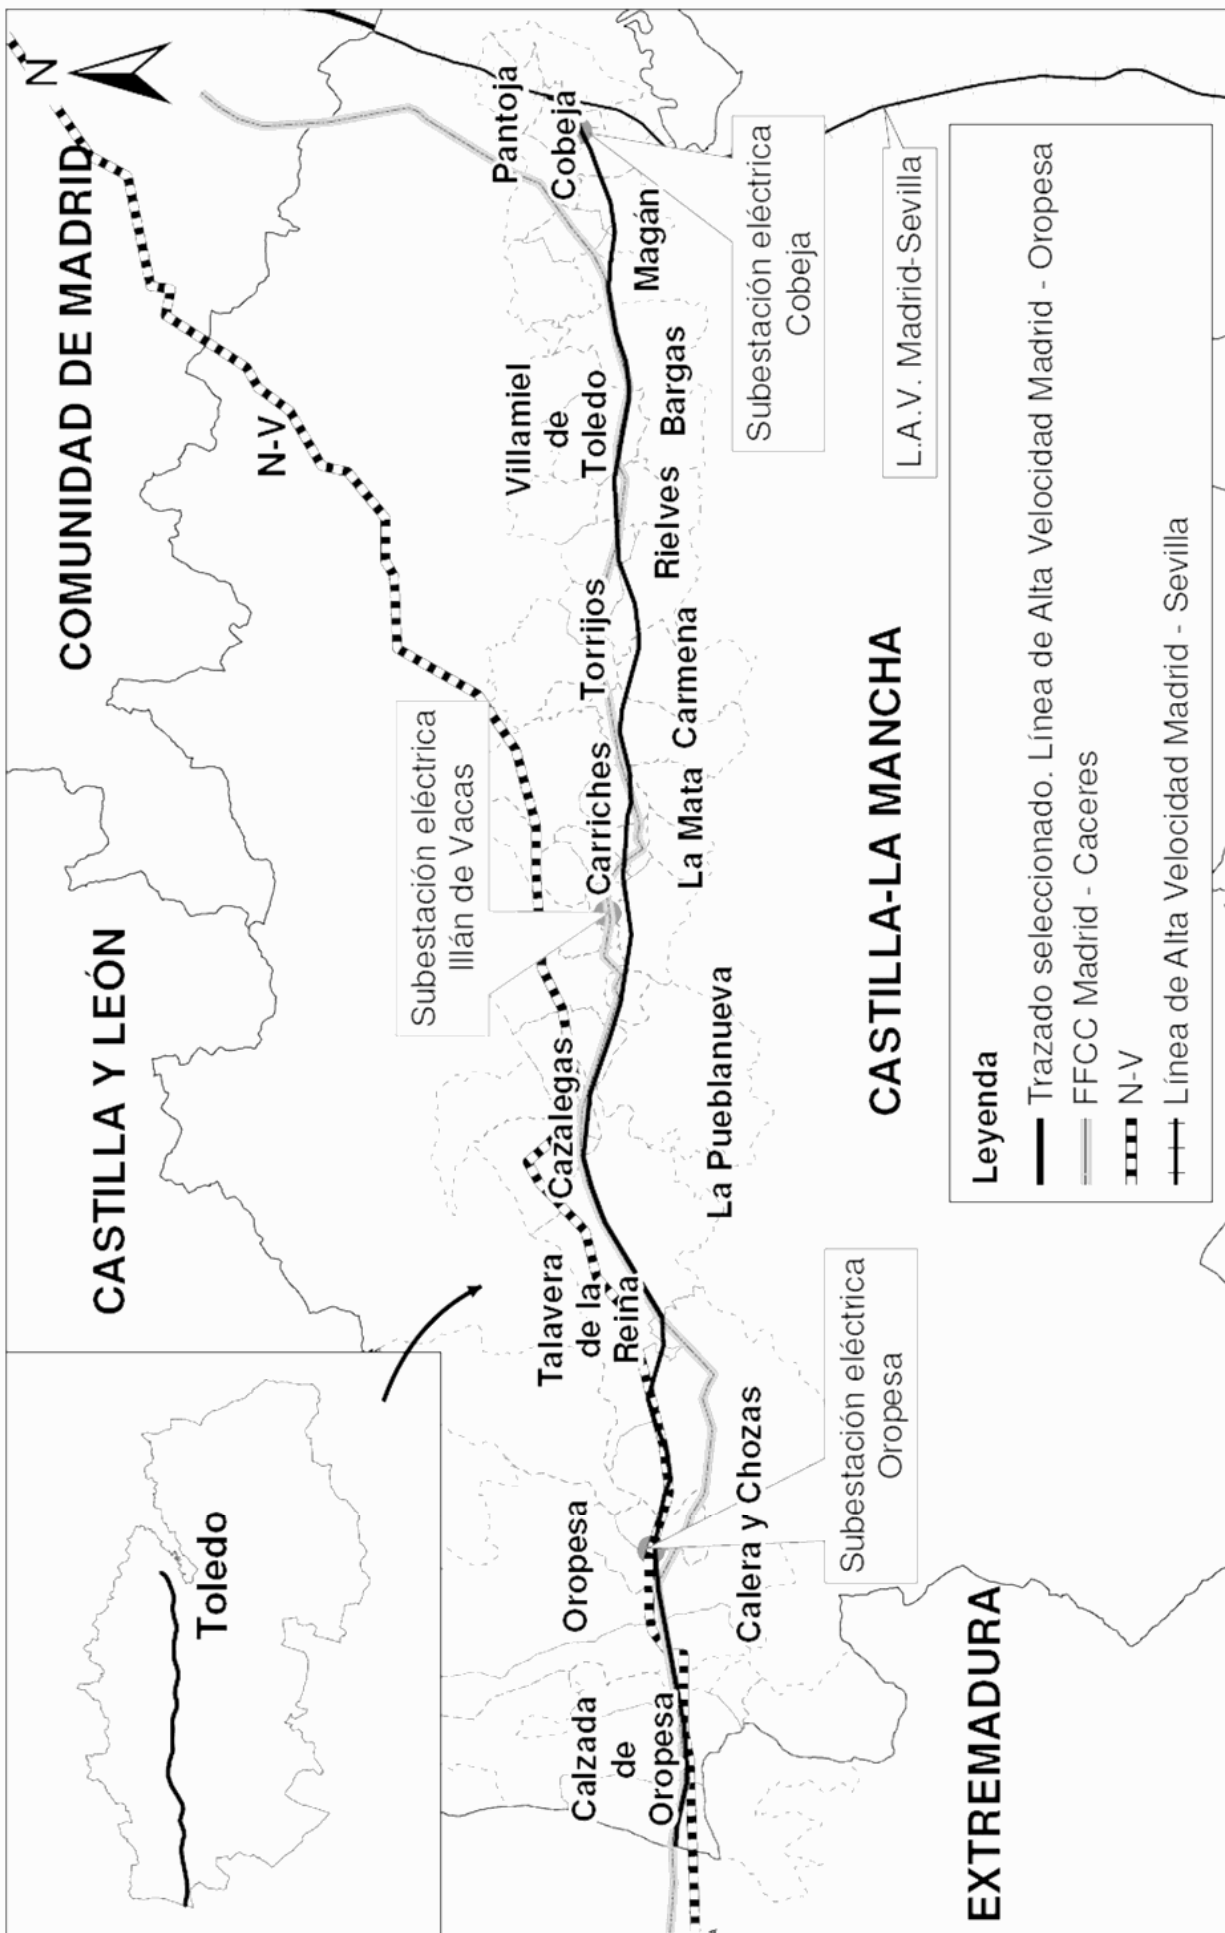 N
COMUNIDAD DE MADRID
CASTILLA Y LEÓN
N-V
Toledo
Subestación eléctrica
Illán de Vacas
Pantoja
Cobeja
Villamiel
de
Toledo
Torrijos
Carriches
Cazalegas
Talavera
de la
Reina
Oropesa
Calzada
de
Oropesa
Magán
Bargas
Rielves
Carmena
La Mata
La Pueblanueva
Calera y Chozas
Subestación eléctrica
Cobeja
Subestación eléctrica
Oropesa
L.A.V. Madrid-Sevilla
CASTILLA-LA MANCHA
EXTREMADURA
Leyenda
Trazado seleccionado. Línea de Alta Velocidad Madrid - Oropesa
FFCC Madrid - Caceres
N-V
Línea de Alta Velocidad Madrid - Sevilla